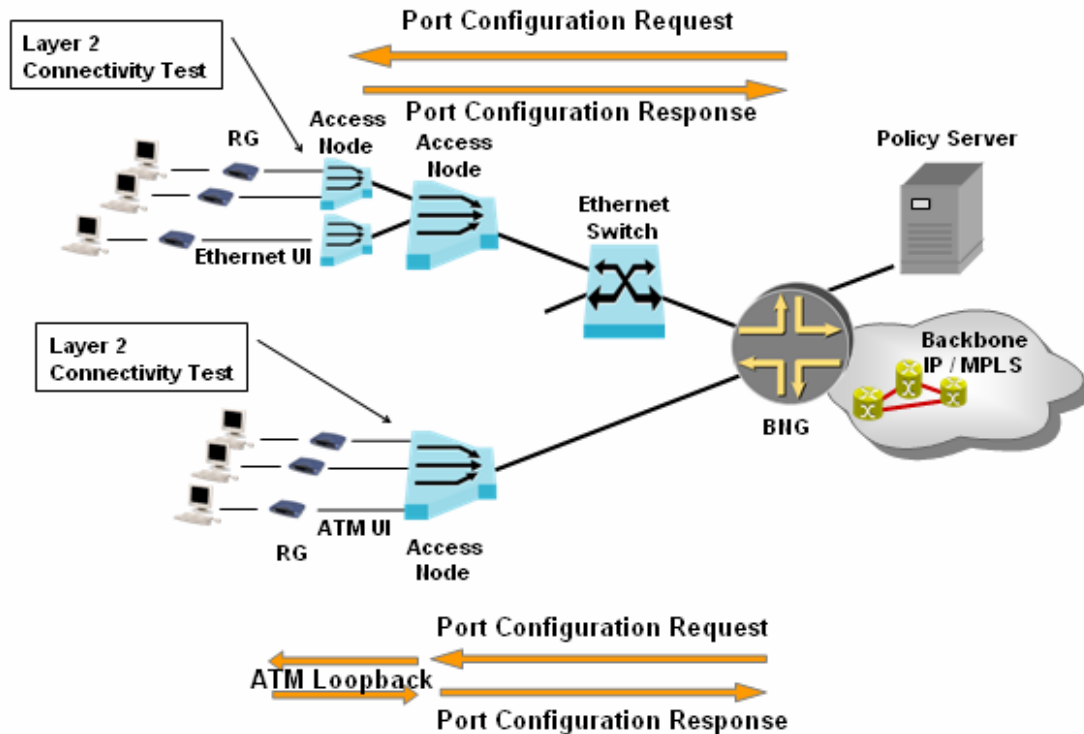 Port Configuration Request
Layer 2
Connectivity Test
Port Configuration Response
RG
Access
Node
Access
Node
Policy Server
Ethernet
Switch
Ethernet UI
Layer 2
Connectivity Test
Backbone
IP / MPLS
BNG
ATM UI
RG
Access
Node
Port Configuration Request
ATM Loopback
Port Configuration Response